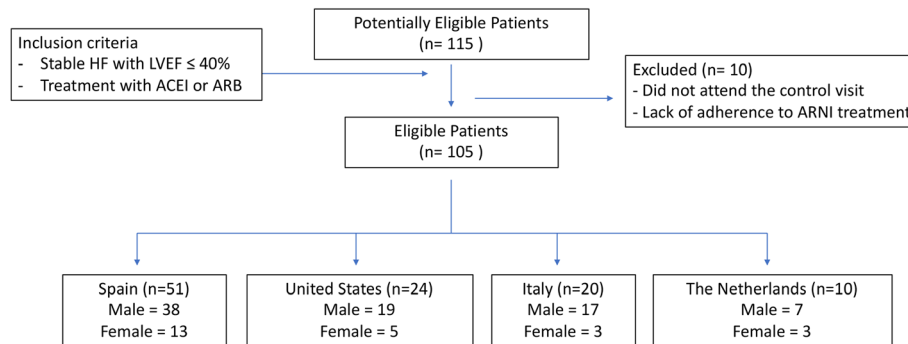 Potentially Eligible Patients
(n= 115 )
Inclusion criteria
- Stable HF with LVEF ≤ 40%
- Treatment with ACEI or ARB
Excluded (n= 10)
- Did not attend the control visit
- Lack of adherence to ARNI treatment
Eligible Patients
(n= 105 )
Spain (n=51)
Male = 38
Female = 13
United States (n=24)
Male = 19
Female = 5
Italy (n=20)
Male = 17
Female = 3
The Netherlands (n=10)
Male = 7
Female = 3